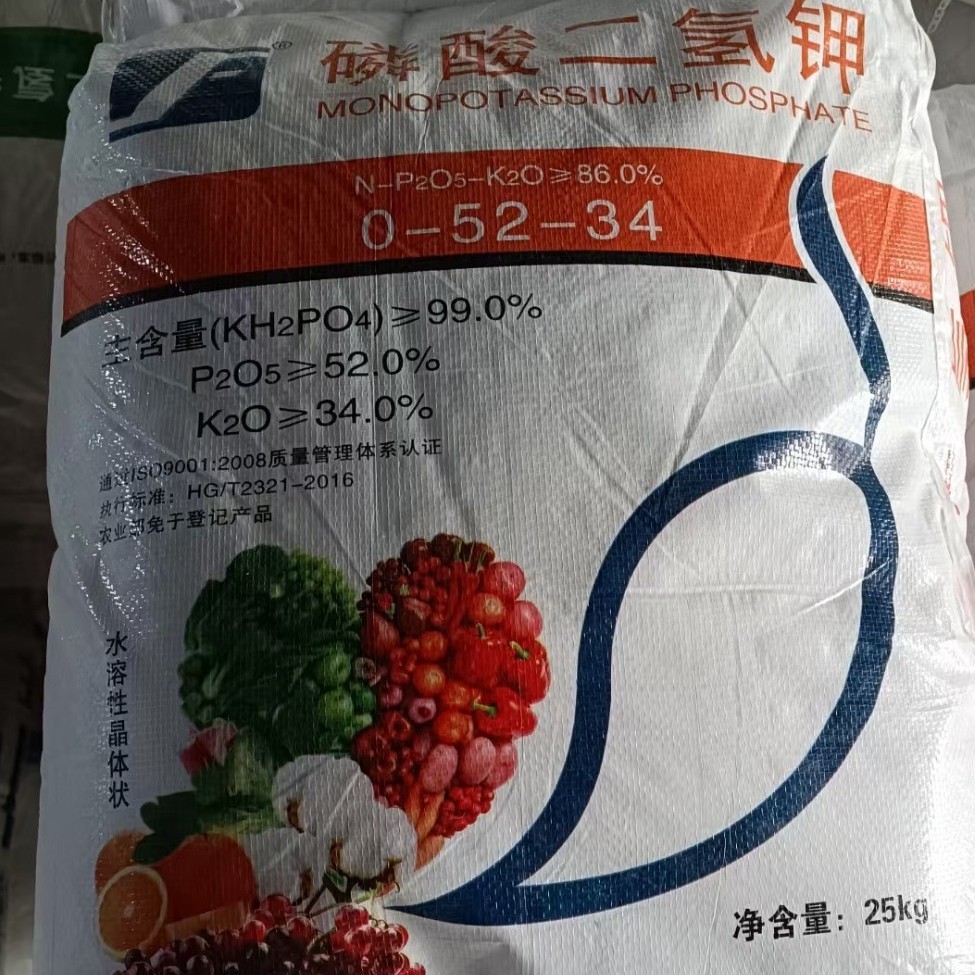 磷酸二氢钾
®
MONOPOTASSIUM PHOSPHATE
N-P2O5-K2O≥86.0%
0-52-34
主含量(KH2PO4)≥99.0%
P2O5≥52.0%
K2O≥34.0%
通过ISO9001:2008质量管理体系认证
执行标准：HG/T2321-2016
农业部免于登记产品
水溶性晶体状
净含量：25kg